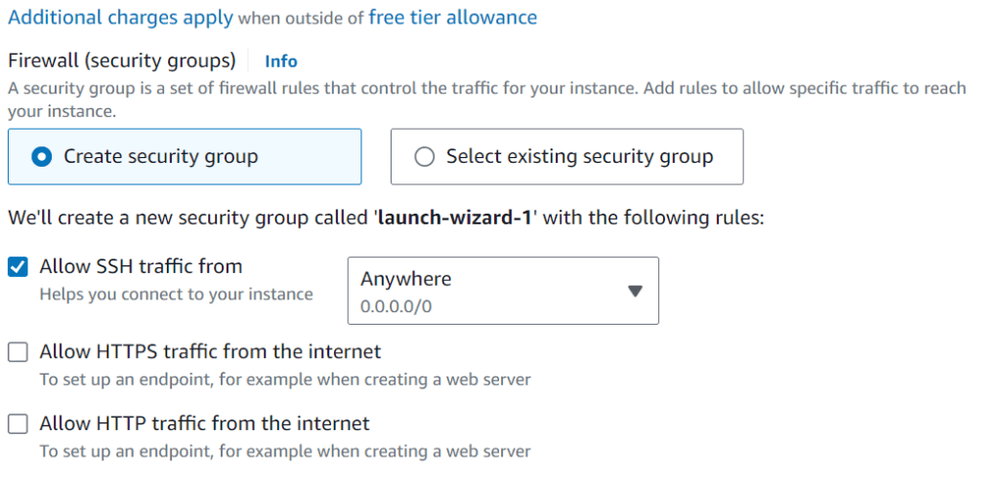 Additional charges apply when outside of free tier allowance
Firewall (security groups) Info
A security group is a set of firewall rules that control the traffic for your instance. Add rules to allow specific traffic to reach
your instance.
Create security group
Select existing security group
We'll create a new security group called 'launch-wizard-1' with the following rules:
Allow SSH traffic from
Helps you connect to your instance
Anywhere
0.0.0.0/0
Allow HTTPS traffic from the internet
To set up an endpoint, for example when creating a web server
Allow HTTP traffic from the internet
To set up an endpoint, for example when creating a web server